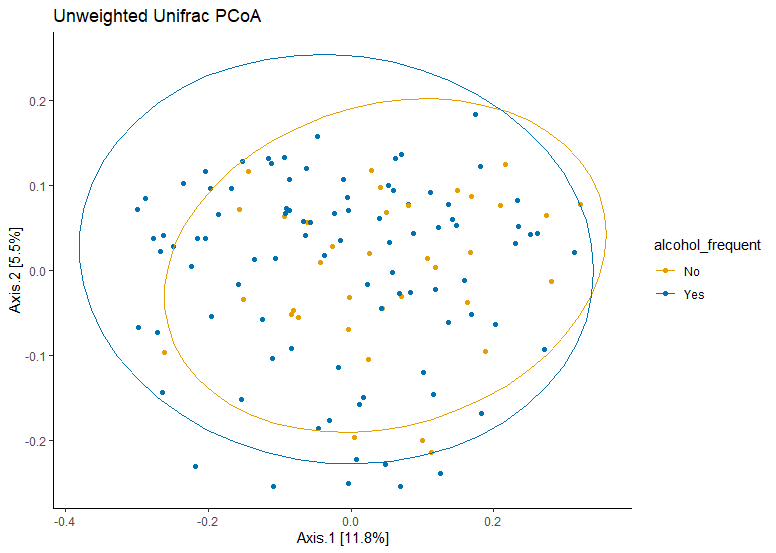 Unweighted Unifrac PCoA
0.2
0.1
0.0
-0.1
-0.2
Axis.2 [5.5%]
-0.4
-0.2
0.0
0.2
Axis.1 [11.8%]
alcohol_frequent
No
Yes